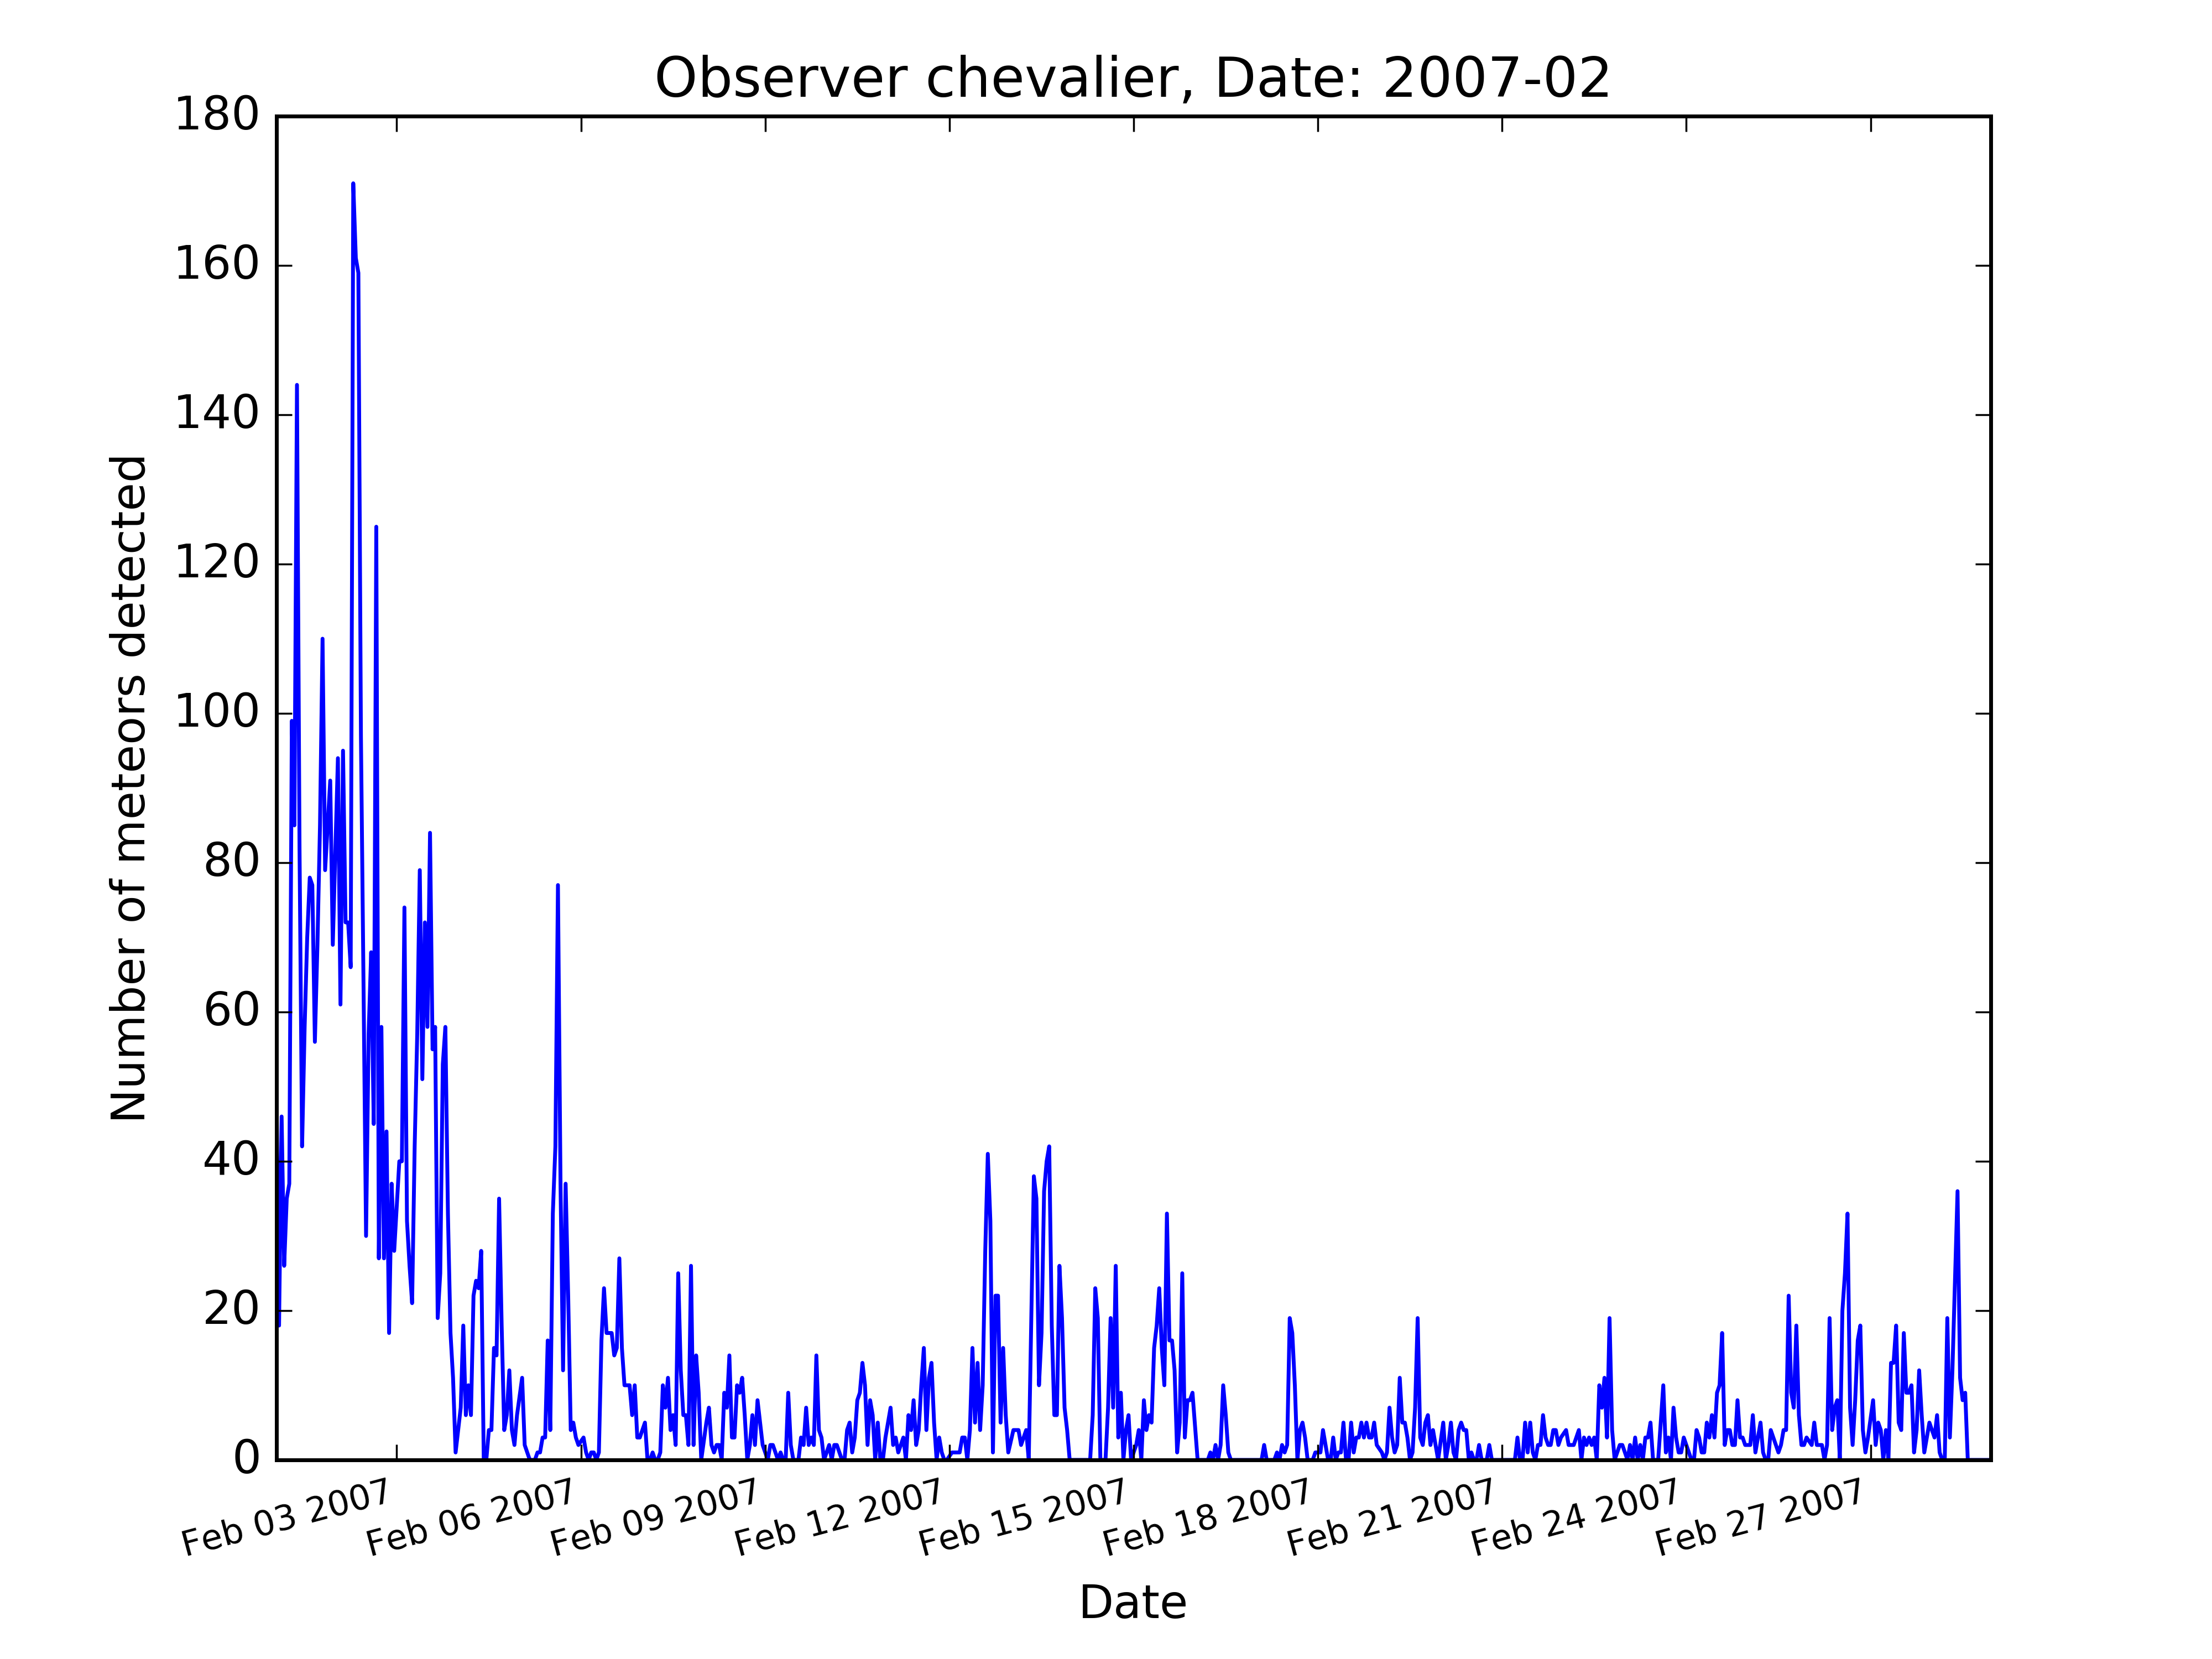 Observer chevalier, Date: 2007-02
180
160
140
120
100
80
60
40
20
0
Number of meteors detected
Feb 03 2007
Feb 06 2007
Feb 09 2007
Feb 12 2007
Feb 15 2007
Feb 18 2007
Feb 21 2007
Feb 24 2007
Feb 27 2007
Date